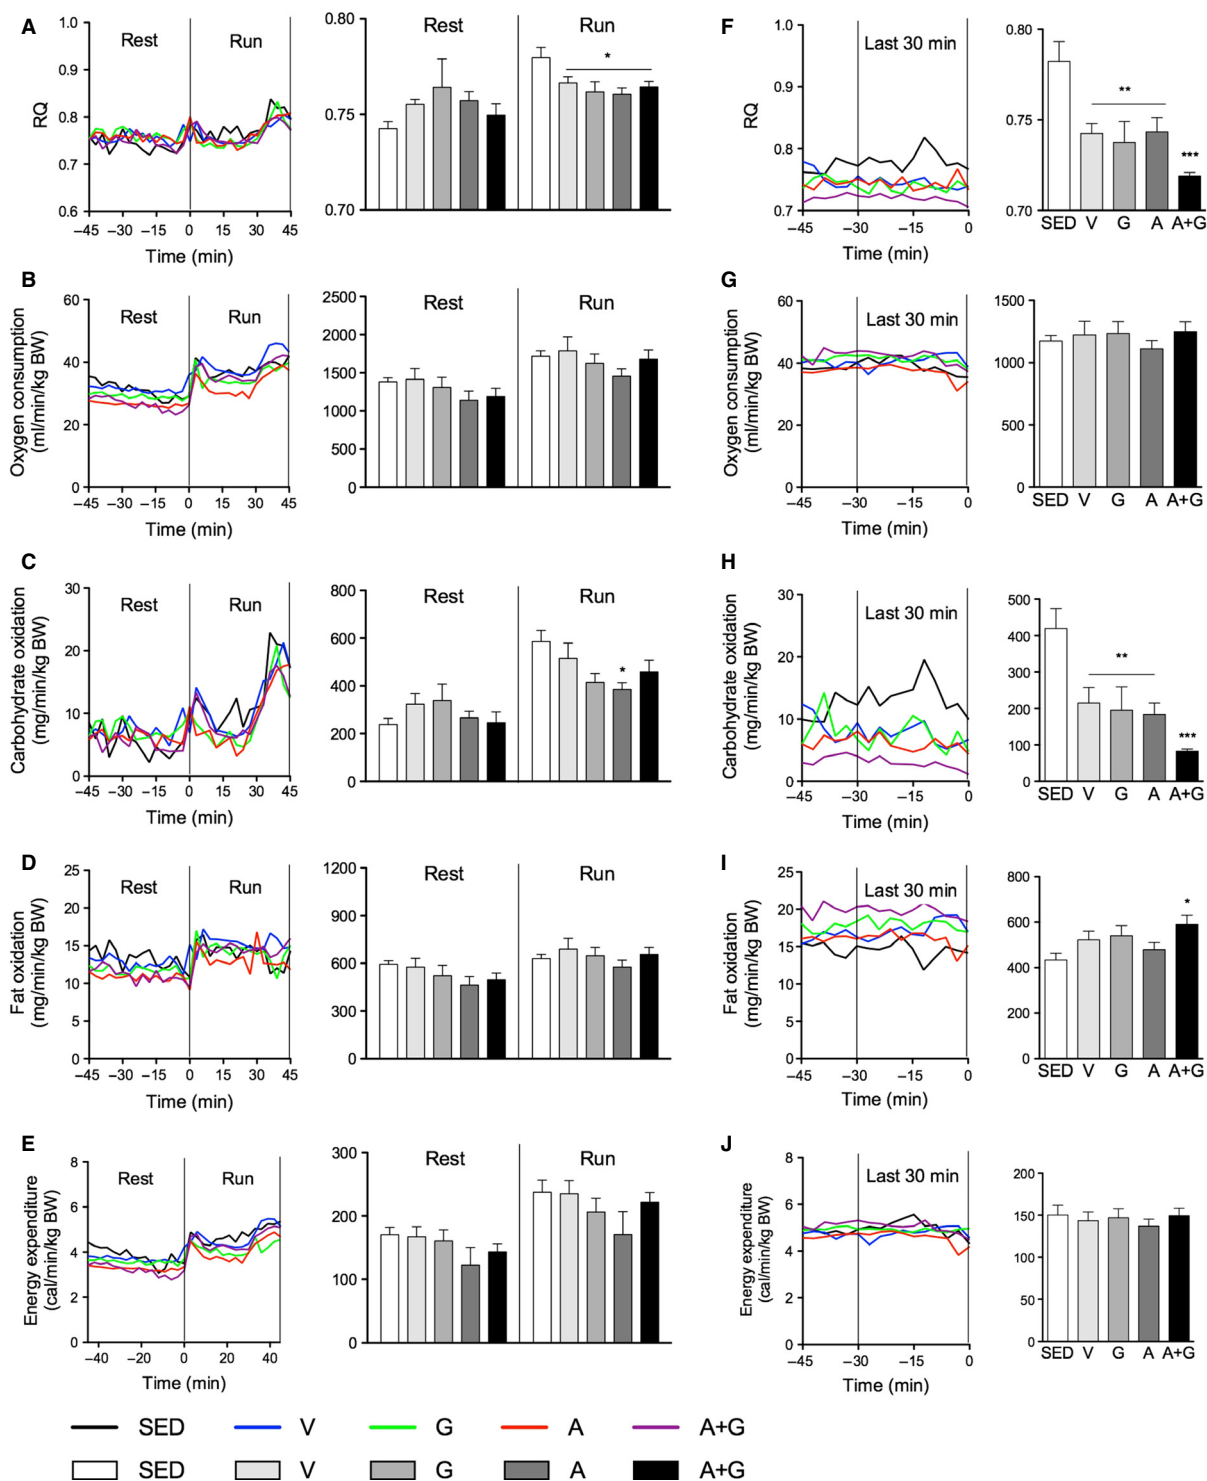 A
RQ
1.0
0.9
0.8
0.7
0.6
Rest Run
−45 −30 −15 0 15 30 45
Time (min)
0.80
0.75
0.70
Rest Run
*
F
RQ
1.0
0.9
0.8
0.7
Last 30 min
−45 −30 −15 0
Time (min)
0.80
0.75
0.70
** ***
SED V G A A+G
B
Oxygen consumption
(ml/min/kg BW)
60
40
20
0
Rest Run
−45 −30 −15 0 15 30 45
Time (min)
2500
2000
1500
1000
500
0
Rest Run
G
Oxygen consumption
(ml/min/kg BW)
60
40
20
0
Last 30 min
−45 −30 −15 0
Time (min)
1500
1000
500
0
SED V G A A+G
C
Carbohydrate oxidation
(mg/min/kg BW)
30
20
10
0
Rest Run
−45 −30 −15 0 15 30 45
Time (min)
800
600
400
200
0
Rest Run
*
H
Carbohydrate oxidation
(mg/min/kg BW)
30
20
10
0
Last 30 min
−45 −30 −15 0
Time (min)
500
400
300
200
100
0
** ***
SED V G A A+G
D
Fat oxidation
(mg/min/kg BW)
25
20
15
10
5
0
Rest Run
−45 −30 −15 0 15 30 45
Time (min)
1200
900
600
300
0
Rest Run
I
Fat oxidation
(mg/min/kg BW)
25
20
15
10
5
0
Last 30 min
−45 −30 −15 0
Time (min)
800
600
400
200
0
*
SED V G A A+G
E
Energy expenditure
(cal/min/kg BW)
8
6
4
2
0
Rest Run
−40 −20 0 20 40
Time (min)
300
200
100
0
Rest Run
J
Energy expenditure
(cal/min/kg BW)
8
6
4
2
0
Last 30 min
−45 −30 −15 0
Time (min)
200
150
100
50
0
SED V G A A+G
SED V G A A+G
SED V G A A+G